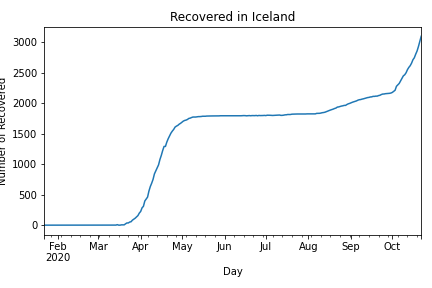 Recovered in Iceland
Number of Recovered
3000
2500
2000
1500
1000
500
0
Feb Mar Apr May Jun Jul Aug Sep Oct
2020
Day